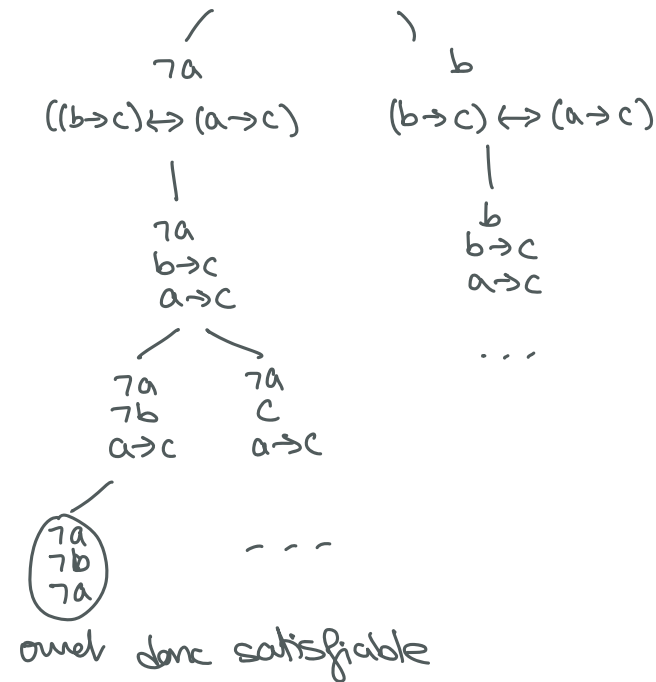 ¬a b
((b→c)↔(a→c) (b→c)↔(a→c)
¬a b
b→c b→c
a→c a→c
...
¬a ¬a
¬b c
a→c a→c
¬a
¬b
¬a
---
ouvert donc satisfiable